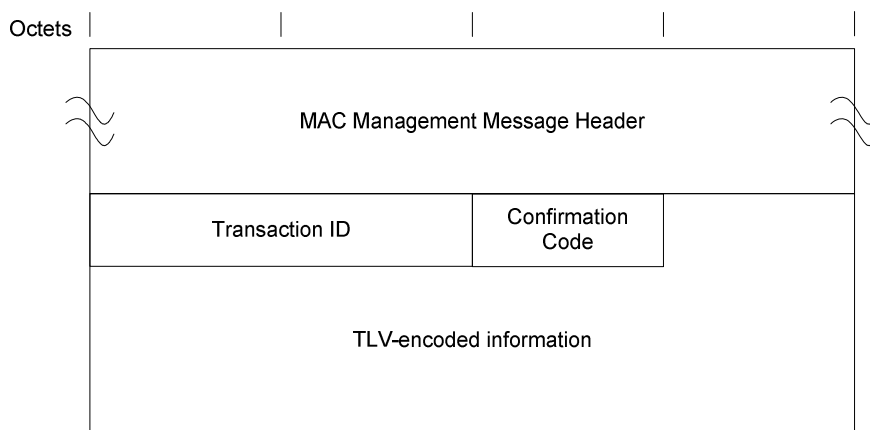 Octets
MAC Management Message Header
Transaction ID
Confirmation
Code
TLV-encoded information